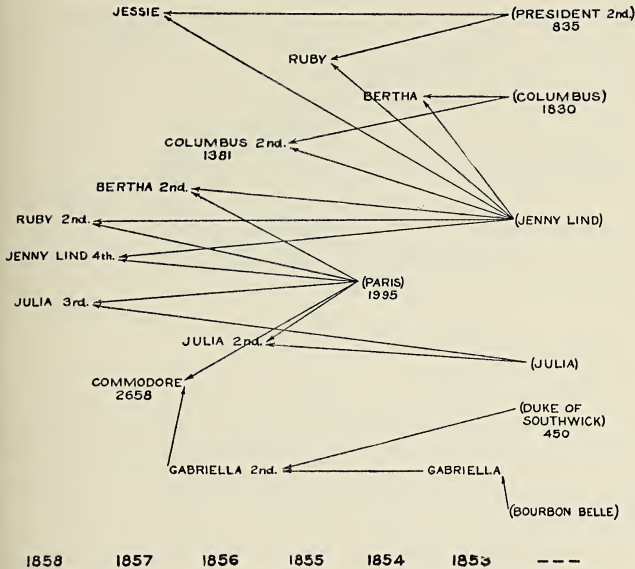 JESSIE
(PRESIDENT 2nd.)
835
RUBY
BERTHA
(COLUMBUS)
1830
COLUMBUS 2nd.
1381
BERTHA 2nd.
RUBY 2nd.
(JENNY LIND)
JENNY LIND 4th.
(PARIS)
1995
JULIA 3rd.
JULIA 2nd.
(JULIA)
COMMODORE
2658
(DUKE OF
SOUTHWICK)
450
GABRIELLA 2nd.
GABRIELLA
(BOURBON BELLE)
1858 1857 1856 1855 1854 1853 ---